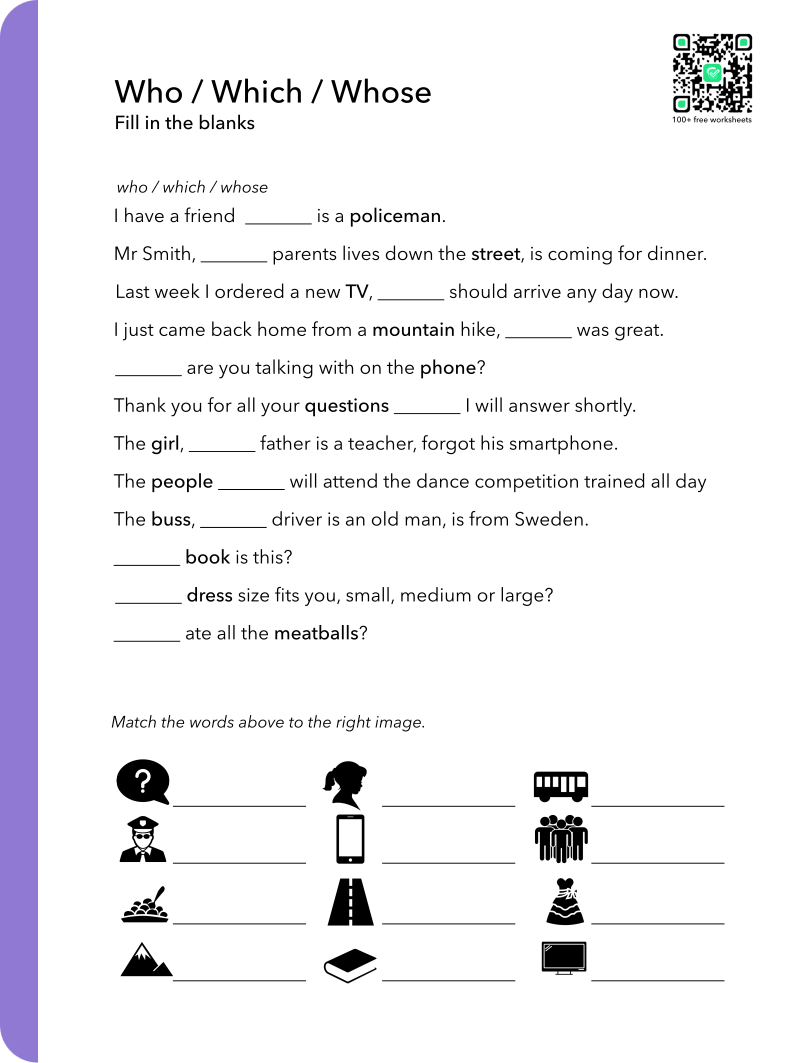 100+ free worksheets
Who / Which / Whose
Fill in the blanks
who / which / whose
I have a friend _______ is a policeman.
Mr Smith, _______ parents lives down the street, is coming for dinner.
Last week I ordered a new TV, _______ should arrive any day now.
I just came back home from a mountain hike, _______ was great.
_______ are you talking with on the phone?
Thank you for all your questions _______ I will answer shortly.
The girl, _______ father is a teacher, forgot his smartphone.
The people _______ will attend the dance competition trained all day
The buss, _______ driver is an old man, is from Sweden.
_______ book is this?
_______ dress size fits you, small, medium or large?
_______ ate all the meatballs?
Match the words above to the right image.
?